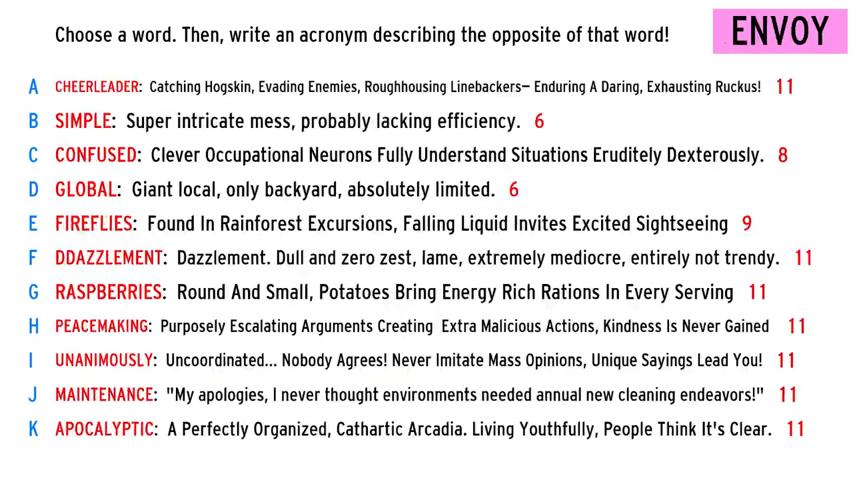 Choose a word. Then, write an acronym describing the opposite of that word!
ENVOY
A CHEERLEADER: Catching Hogskin, Evading Enemies, Roughhousing Linebackers— Enduring A Daring, Exhausting Ruckus! 11
B SIMPLE: Super intricate mess, probably lacking efficiency. 6
C CONFUSED: Clever Occupational Neurons Fully Understand Situations Eruditely Dexterously. 8
D GLOBAL: Giant local, only backyard, absolutely limited. 6
E FIREFLIES: Found In Rainforest Excursions, Falling Liquid Invites Excited Sightseeing 9
F DDAZZLEMENT: Dazzlement. Dull and zero zest, lame, extremely mediocre, entirely not trendy. 11
G RASPBERRIES: Round And Small, Potatoes Bring Energy Rich Rations In Every Serving 11
H PEACEMAKING: Purposely Escalating Arguments Creating Extra Malicious Actions, Kindness Is Never Gained 11
I UNANIMOUSLY: Uncoordinated... Nobody Agrees! Never Imitate Mass Opinions, Unique Sayings Lead You! 11
J MAINTENANCE: "My apologies, I never thought environments needed annual new cleaning endeavors!" 11
K APOCALYPTIC: A Perfectly Organized, Cathartic Arcadia. Living Youthfully, People Think It's Clear. 11